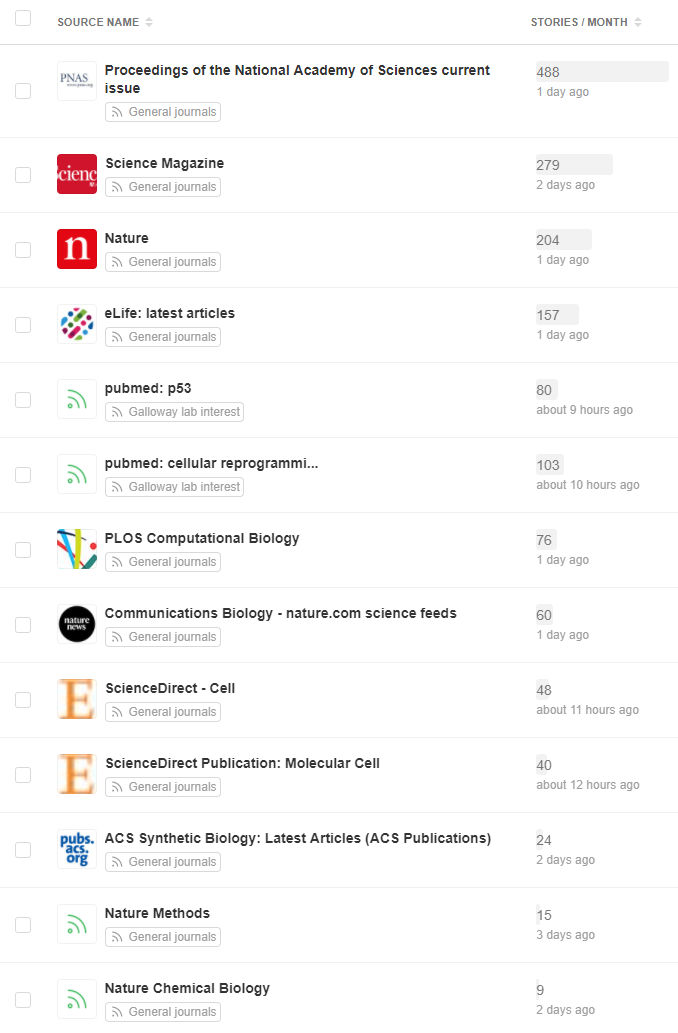 SOURCE NAME STORIES / MONTH
PNAS
www.pnas.org
Proceedings of the National Academy of Sciences current 488
issue 1 day ago
General journals
Science Magazine 279
General journals 2 days ago
n
Nature 204
General journals 1 day ago
eLife: latest articles 157
General journals 1 day ago
pubmed: p53 80
Galloway lab interest about 9 hours ago
pubmed: cellular reprogrammi... 103
Galloway lab interest about 10 hours ago
PLOS Computational Biology 76
General journals 1 day ago
nature
news
Communications Biology - nature.com science feeds 60
General journals 1 day ago
E
ScienceDirect - Cell 48
General journals about 11 hours ago
E
ScienceDirect Publication: Molecular Cell 40
General journals about 12 hours ago
pubs.
acs.
org
ACS Synthetic Biology: Latest Articles (ACS Publications) 24
General journals 2 days ago
Nature Methods 15
General journals 3 days ago
Nature Chemical Biology 9
General journals 2 days ago